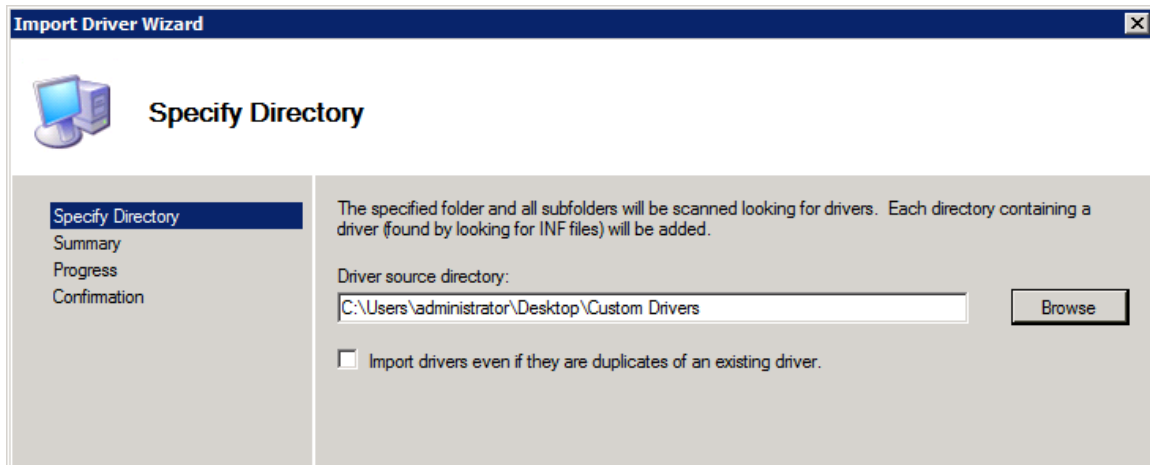 Import Driver Wizard
Specify Directory
Specify Directory
Summary
Progress
Confirmation
The specified folder and all subfolders will be scanned looking for drivers.  Each directory containing a
driver (found by looking for INF files) will be added.
Driver source directory:
C:\Users\administrator\Desktop\Custom Drivers
Browse
Import drivers even if they are duplicates of an existing driver.